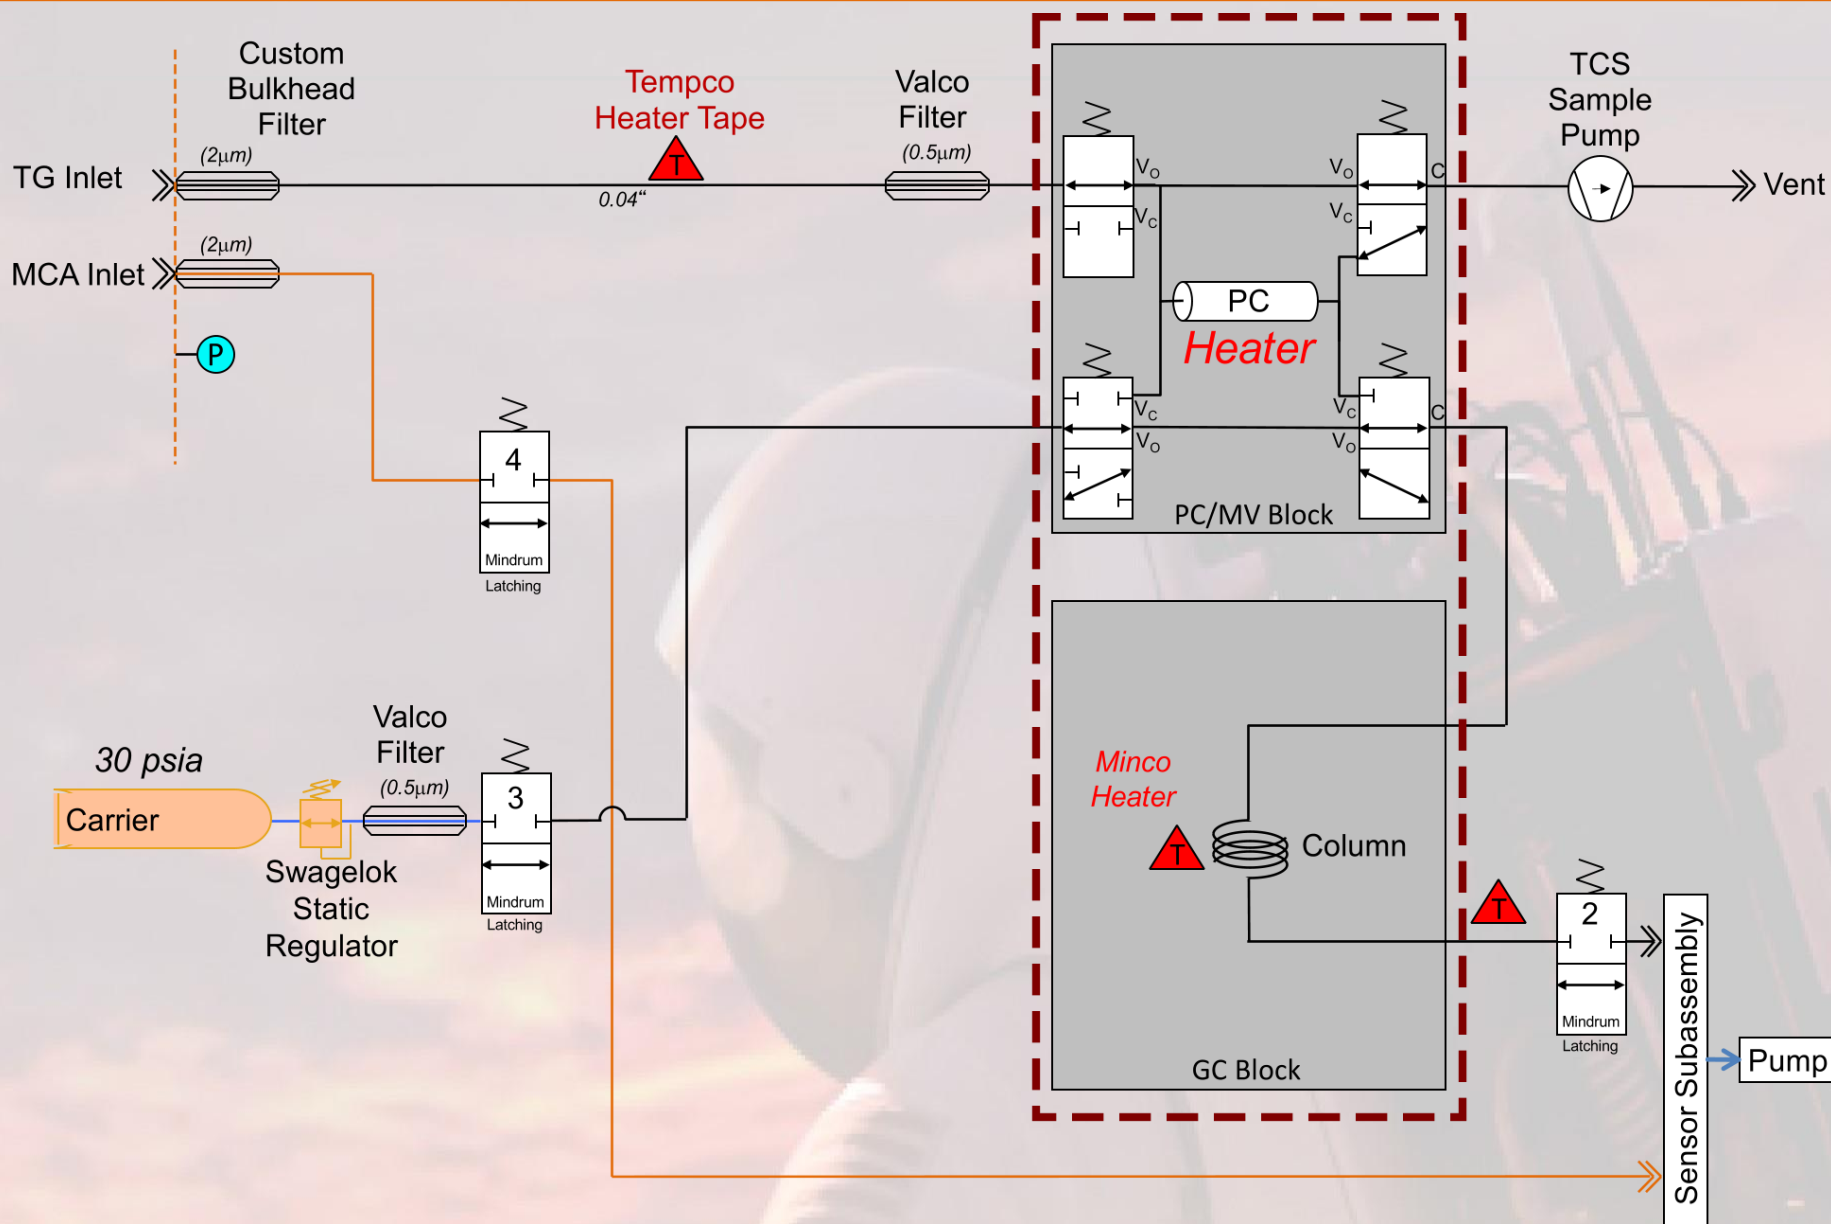 Custom
Bulkhead
Filter
(2μm)
TG Inlet
Tempco
Heater Tape
T
0.04“
Valco
Filter
(0.5μm)
TCS
Sample
Pump
Vent
(2μm)
MCA Inlet
P
VO
VC
VO
VC
C
PC
Heater
VC
VO
VC
VO
C
PC/MV Block
4
Mindrum
Latching
30 psia
Carrier
Swagelok
Static
Regulator
Valco
Filter
(0.5μm)
3
Mindrum
Latching
Minco
Heater
T
Column
GC Block
T
2
Mindrum
Latching
Sensor Subassembly
Pump